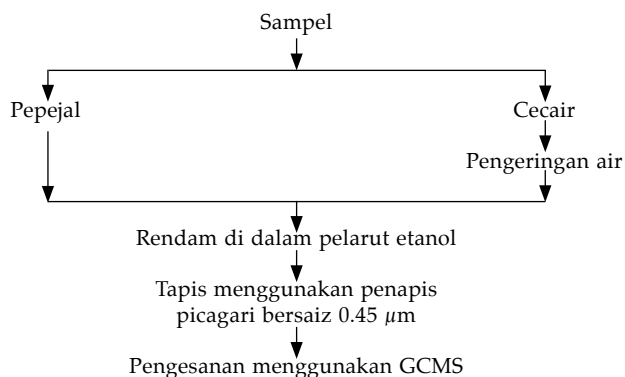 Sampel
Pepejal
Cecair
Pengeringan air
Rendam di dalam pelarut etanol
Tapis menggunakan penapis
picagari bersaiz 0.45 µm
Pengesanan menggunakan GCMS